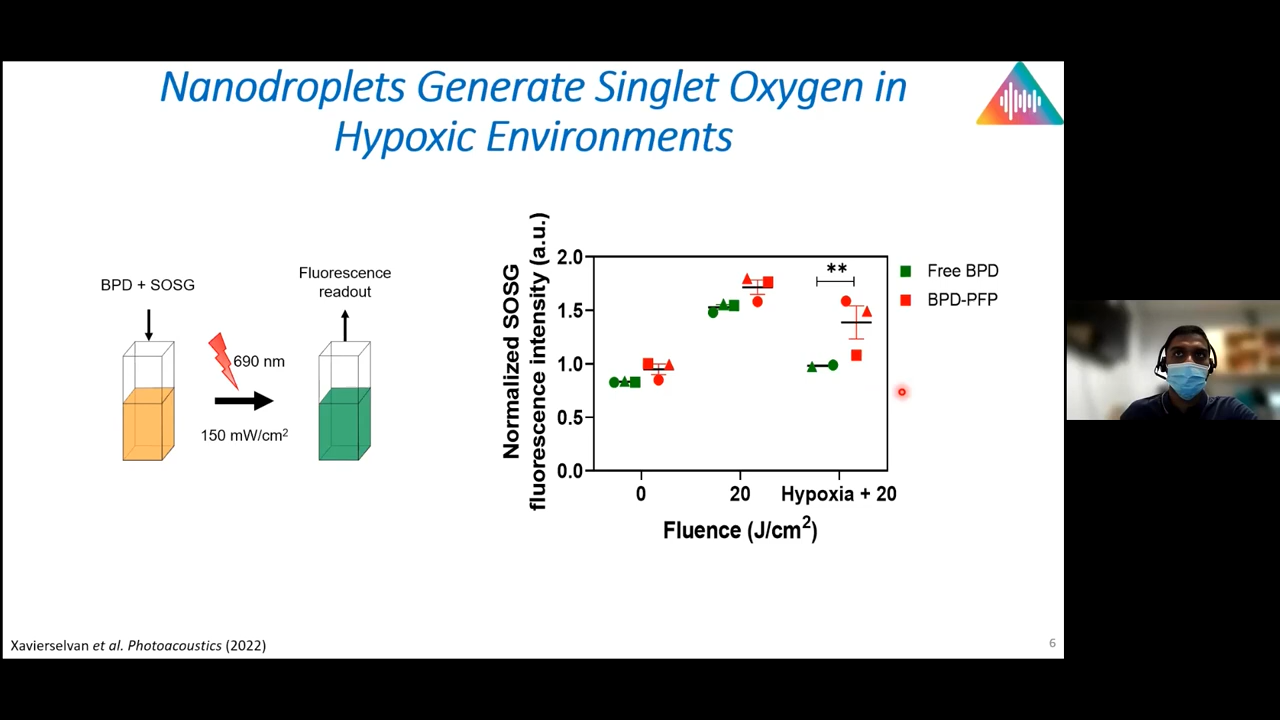 Nanodroplets Generate Singlet Oxygen in
Hypoxic Environments
BPD + SOSG
690 nm
150 mW/cm²
Fluorescence
readout
Normalized SOSG
fluorescence intensity (a.u.)
2.0
1.5
1.0
0.5
0.0
**
0
20
Hypoxia + 20
Fluence (J/cm²)
Free BPD
BPD-PFP
Xavierselvan et al. Photoacoustics (2022)
6